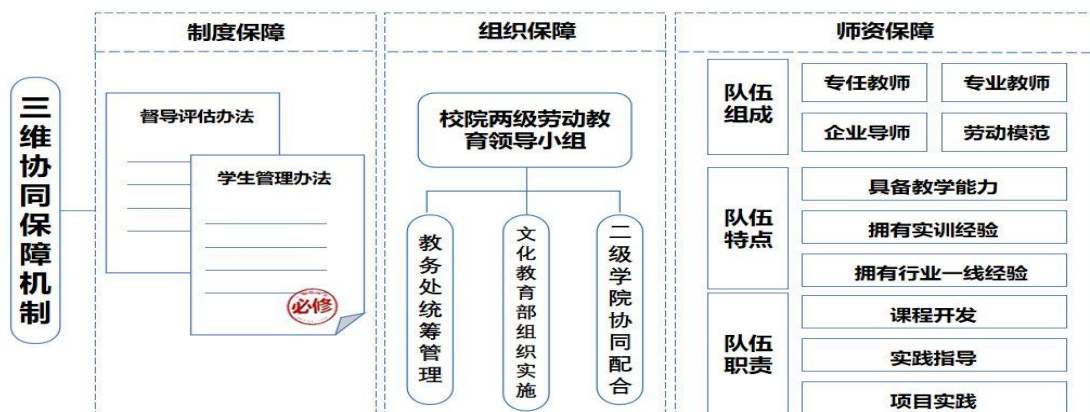 三维协同保障机制
制度保障
督导评估办法
学生管理办法
必修
组织保障
校院两级劳动教
育领导小组
教务处统筹管理
文化教育部组织实施
二级学院协同配合
师资保障
队伍
组成
专任教师
专业教师
企业导师
劳动模范
队伍
特点
具备教学能力
拥有实训经验
拥有行业一线经验
队伍
职责
课程开发
实践指导
项目实践